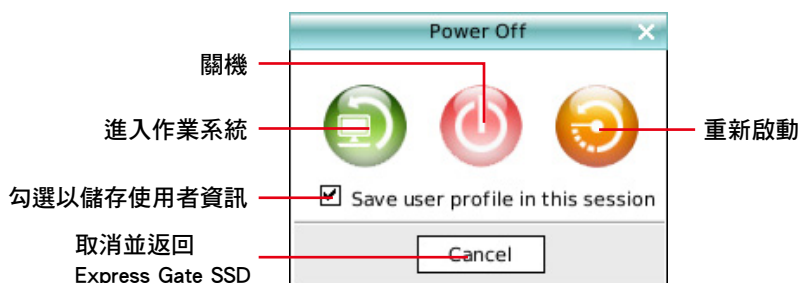 Power Off
關機
進入作業系統
重新啟動
勾選以儲存使用者資訊
Save user profile in this session
取消並返回
Express Gate SSD
Cancel